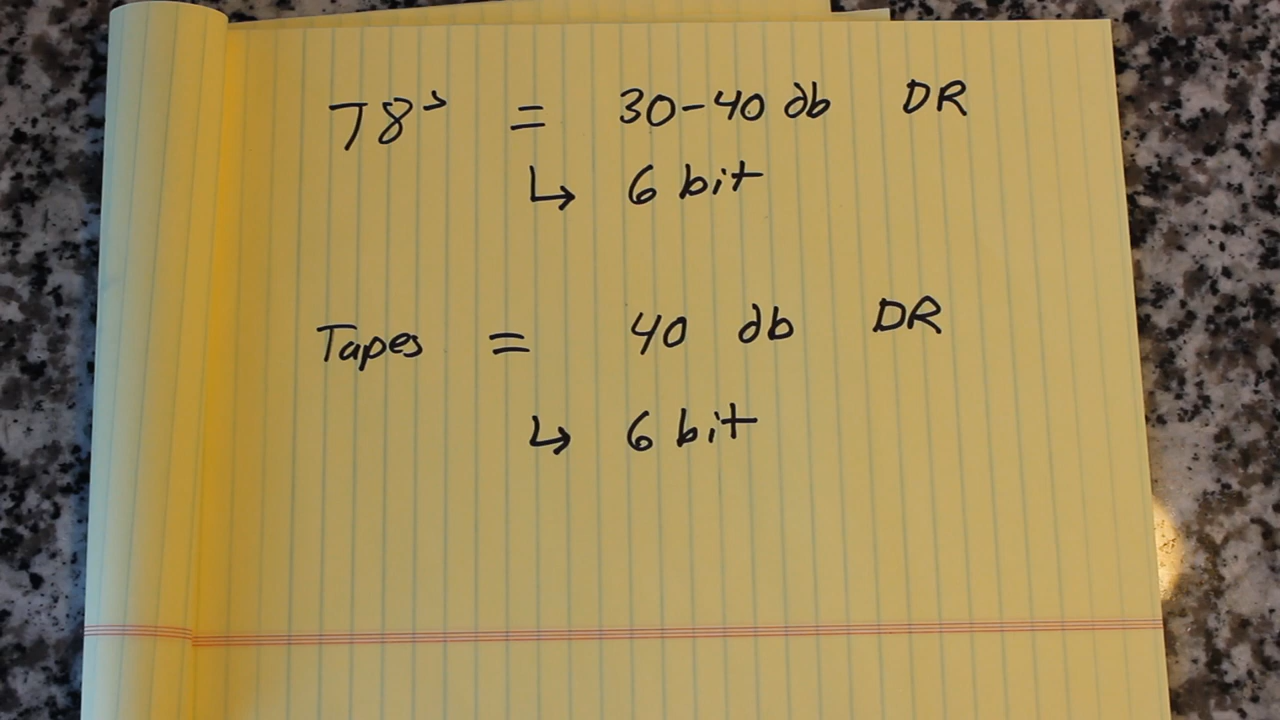 78s = 30-40 db DR
↳ 6 bit
Tapes = 40 db DR
↳ 6 bit